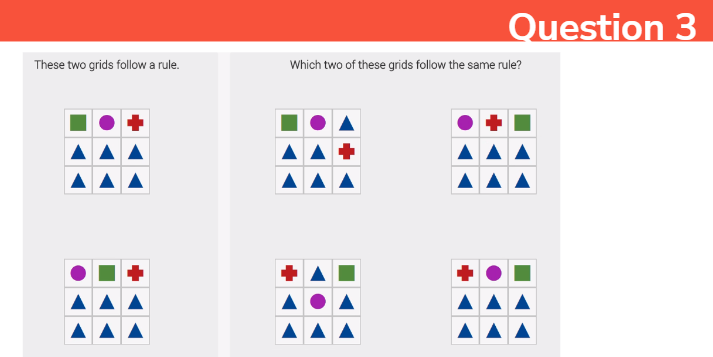 Question 3
These two grids follow a rule.
Which two of these grids follow the same rule?